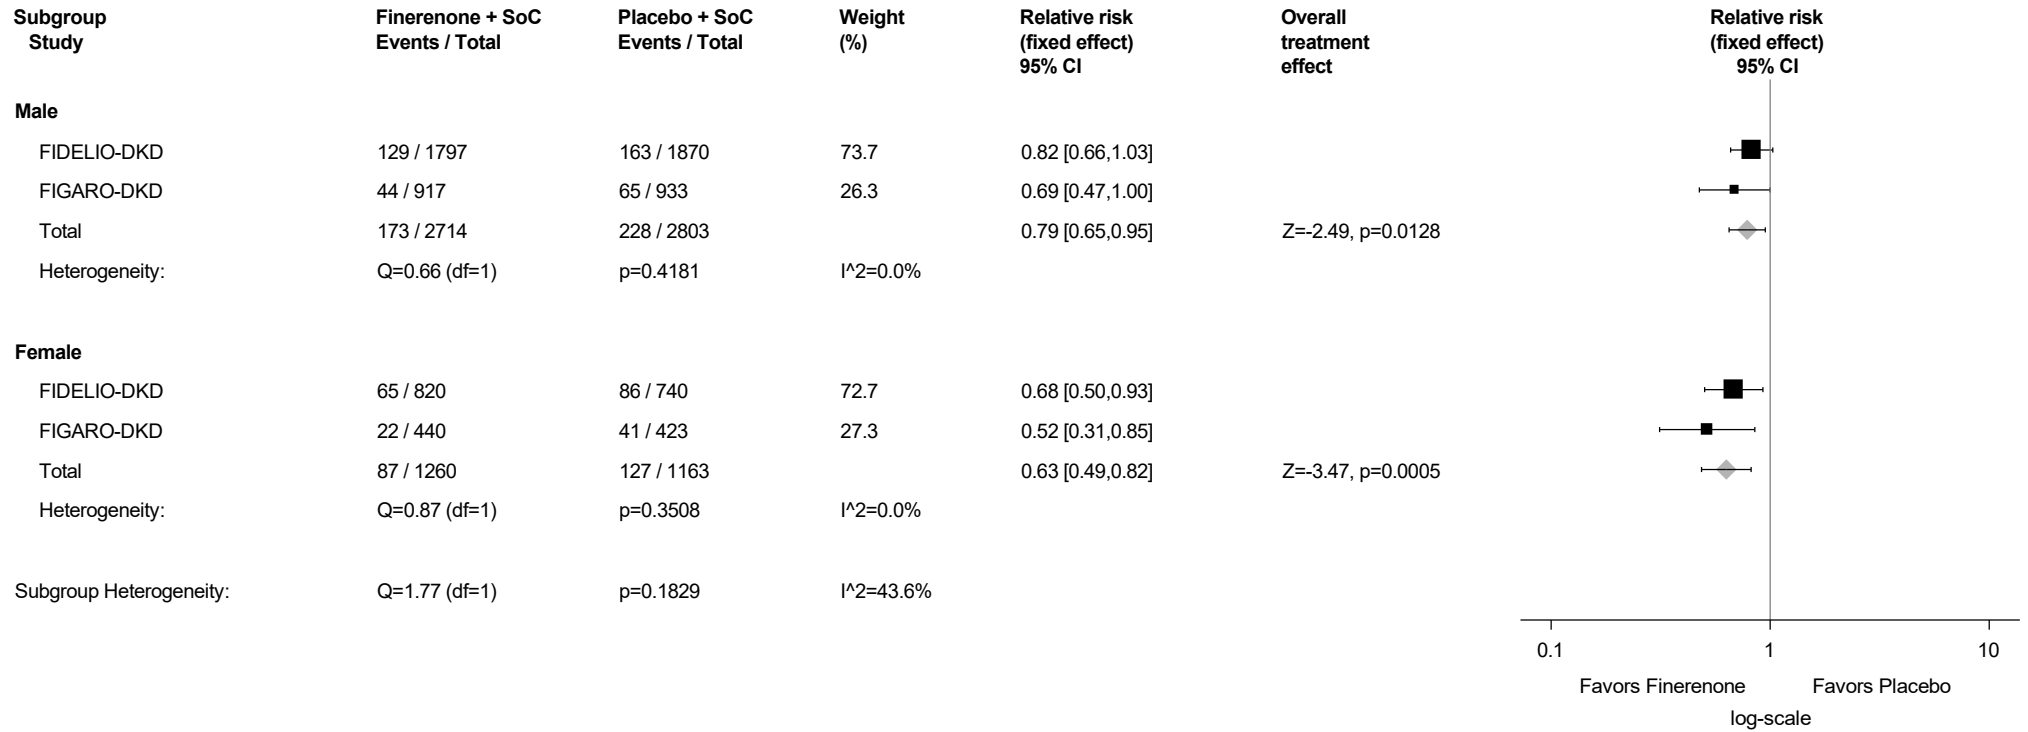 Subgroup Finerenone + SoC Placebo + SoC Weight Relative risk Overall Relative risk
Study Events / Total Events / Total (%) (fixed effect) treatment (fixed effect)
95% CI effect 95% CI
Male
FIDELIO-DKD 129 / 1797 163 / 1870 73.7 0.82 [0.66,1.03]
FIGARO-DKD 44 / 917 65 / 933 26.3 0.69 [0.47,1.00]
Total 173 / 2714 228 / 2803 0.79 [0.65,0.95] Z=-2.49, p=0.0128
Heterogeneity: Q=0.66 (df=1) p=0.4181 I^2=0.0%
Female
FIDELIO-DKD 65 / 820 86 / 740 72.7 0.68 [0.50,0.93]
FIGARO-DKD 22 / 440 41 / 423 27.3 0.52 [0.31,0.85]
Total 87 / 1260 127 / 1163 0.63 [0.49,0.82] Z=-3.47, p=0.0005
Heterogeneity: Q=0.87 (df=1) p=0.3508 I^2=0.0%
Subgroup Heterogeneity: Q=1.77 (df=1) p=0.1829 I^2=43.6%
0.1 1 10
Favors Finerenone Favors Placebo
log-scale